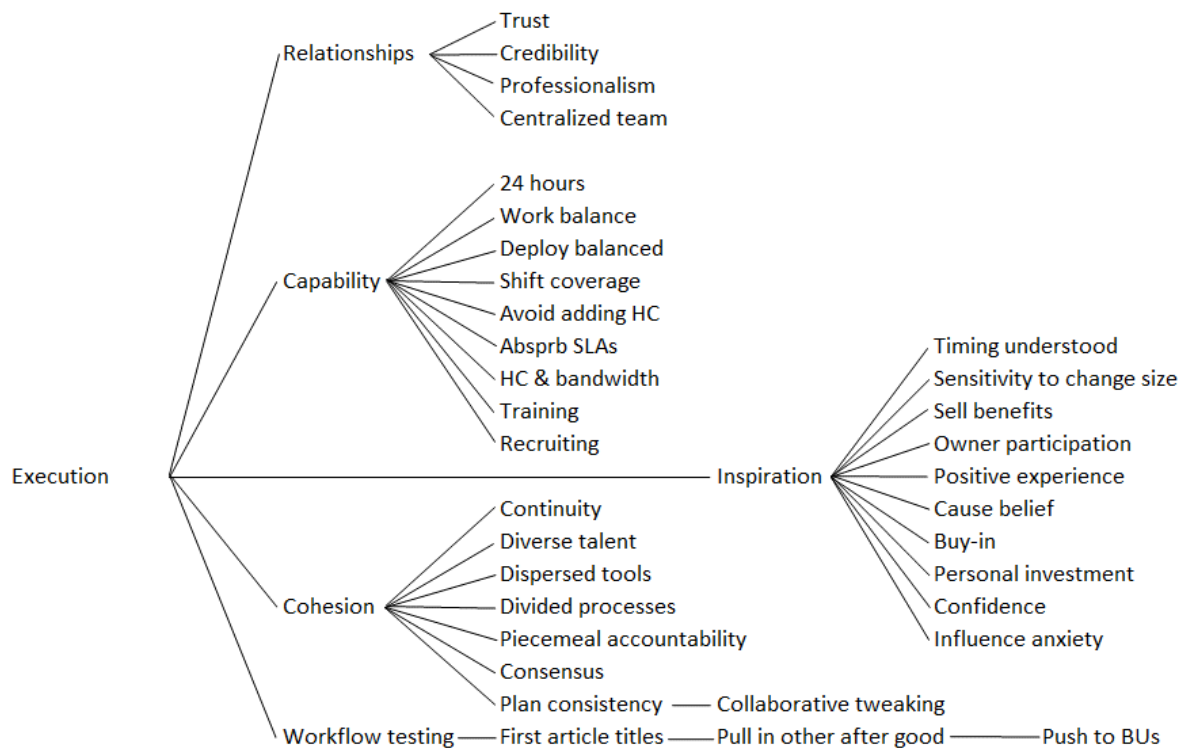 Trust
Relationships
Credibility
Professionalism
Centralized team
24 hours
Work balance
Deploy balanced
Capability
Shift coverage
Avoid adding HC
Absprb SLAs
HC & bandwidth
Training
Recruiting
Timing understood
Sensitivity to change size
Sell benefits
Owner participation
Execution
Inspiration
Positive experience
Cause belief
Buy-in
Personal investment
Confidence
Influence anxiety
Continuity
Diverse talent
Dispersed tools
Cohesion
Divided processes
Piecemeal accountability
Consensus
Plan consistency
Collaborative tweaking
Workflow testing
First article titles
Pull in other after good
Push to BUs